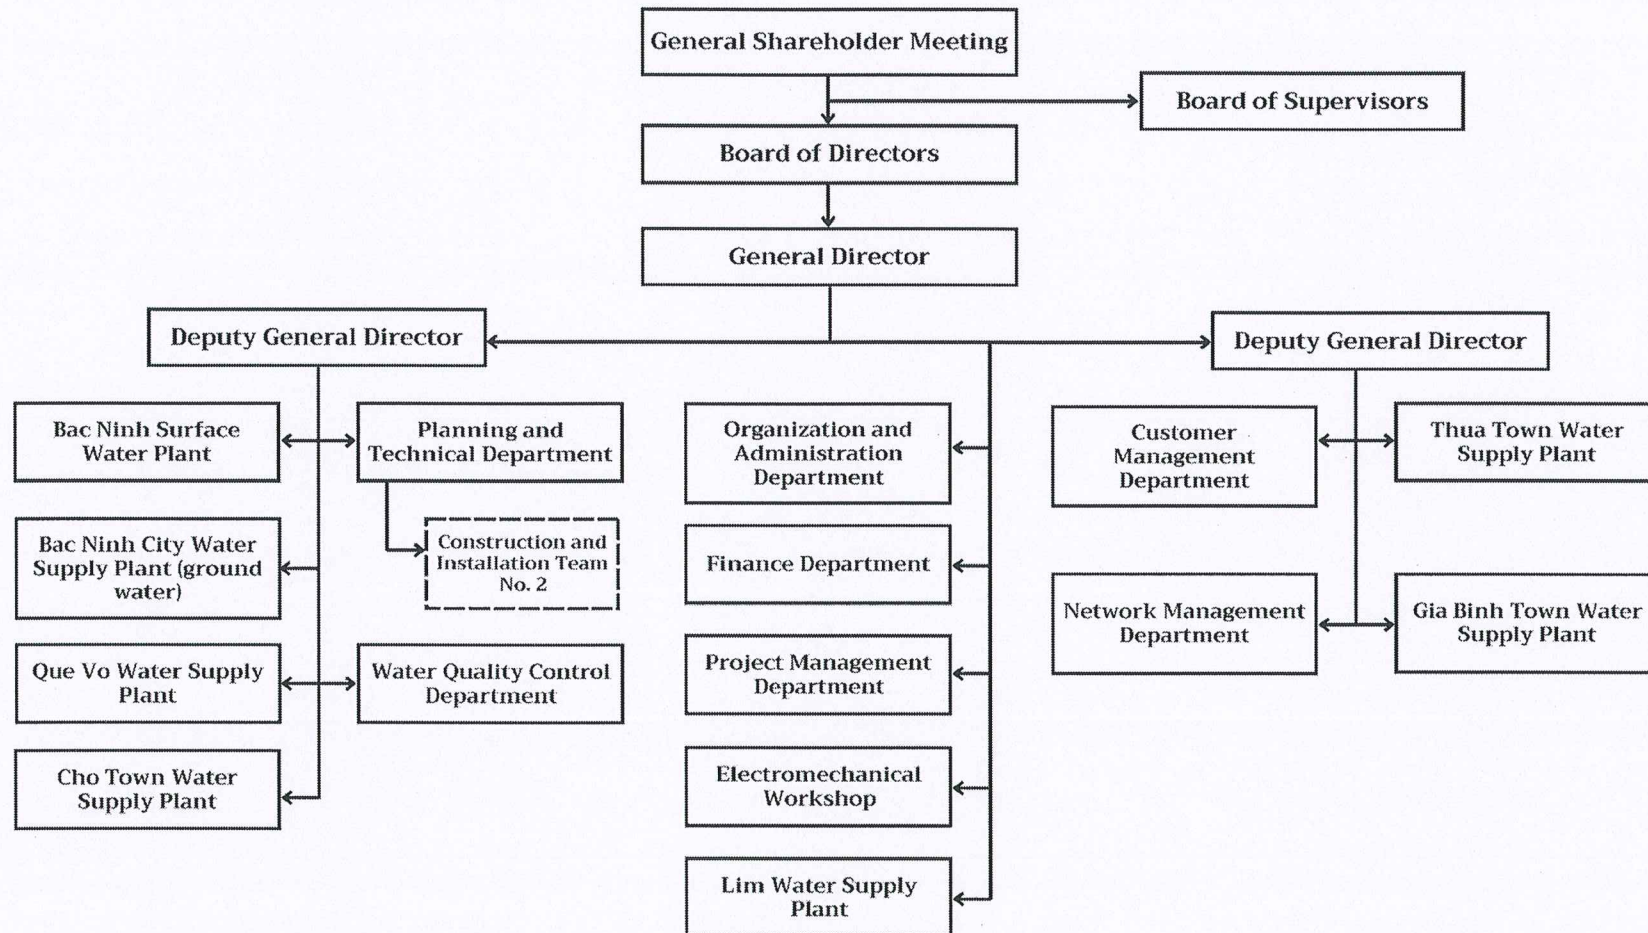 General Shareholder Meeting
Board of Supervisors
Board of Directors
General Director
Deputy General Director
Deputy General Director
Bac Ninh Surface
Water Plant
Planning and
Technical Department
Construction and
Installation Team
No. 2
Bac Ninh City Water
Supply Plant (ground
water)
Que Vo Water Supply
Plant
Water Quality Control
Department
Cho Town Water
Supply Plant
Organization and
Administration
Department
Finance Department
Project Management
Department
Electromechanical
Workshop
Lim Water Supply
Plant
Customer
Management
Department
Thua Town Water
Supply Plant
Network Management
Department
Gia Binh Town Water
Supply Plant